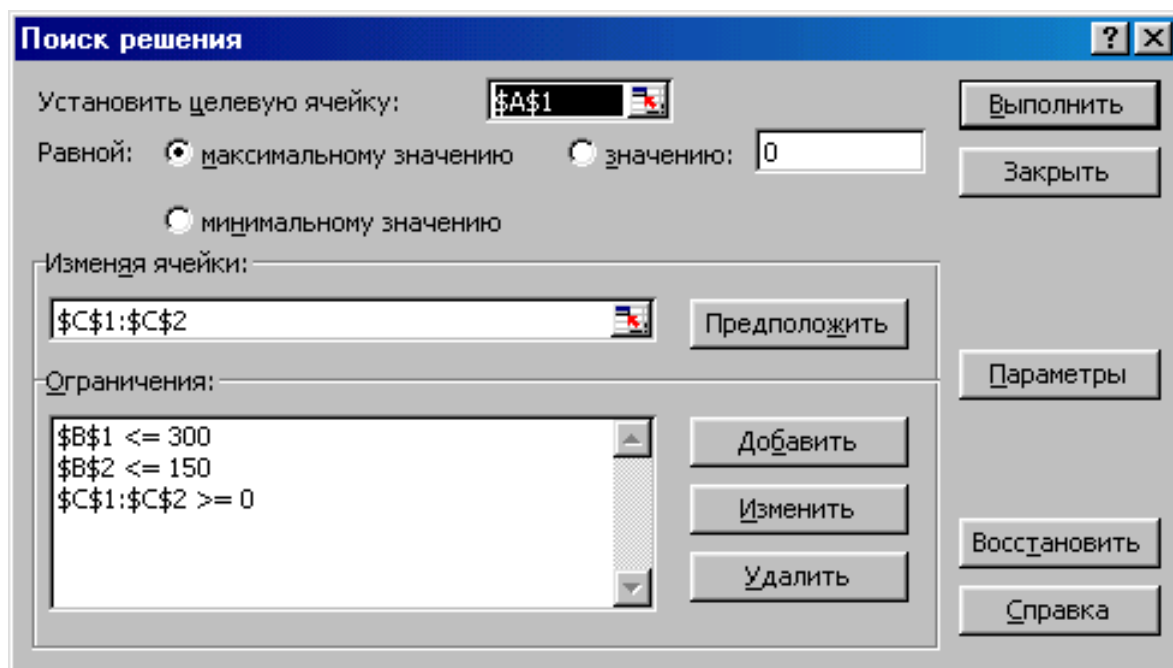 Поиск решения
Установить целевую ячейку: $A$1
Выполнить
Равной: максимальному значению значению: 0
Закрыть
минимальному значению
Изменяя ячейки:
$C$1:$C$2
Предположить
Параметры
Ограничения:
$B$1 <= 300
$B$2 <= 150
$C$1:$C$2 >= 0
Добавить
Изменить
Удалить
Восстановить
Справка